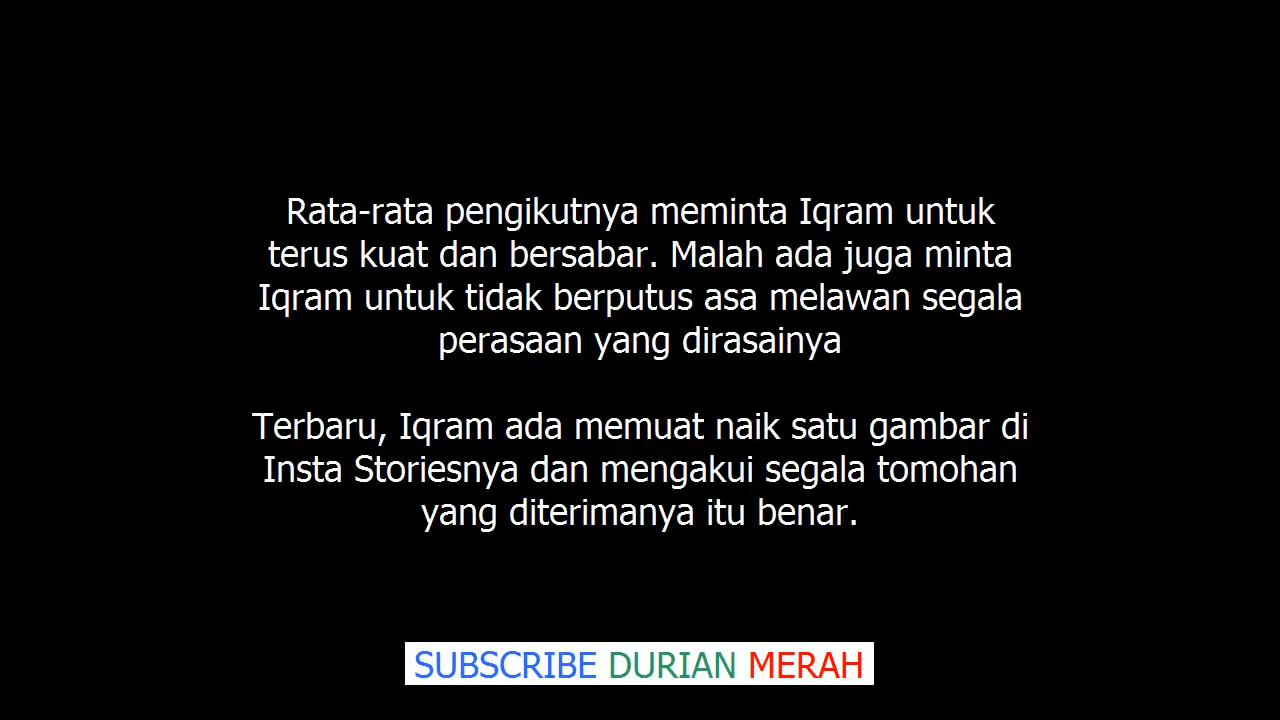 Rata-rata pengikutnya meminta Iqram untuk
terus kuat dan bersabar. Malah ada juga minta
Iqram untuk tidak berputus asa melawan segala
perasaan yang dirasainya
Terbaru, Iqram ada memuat naik satu gambar di
Insta Storiesnya dan mengakui segala tomohan
yang diterimanya itu benar.
SUBSCRIBE DURIAN MERAH